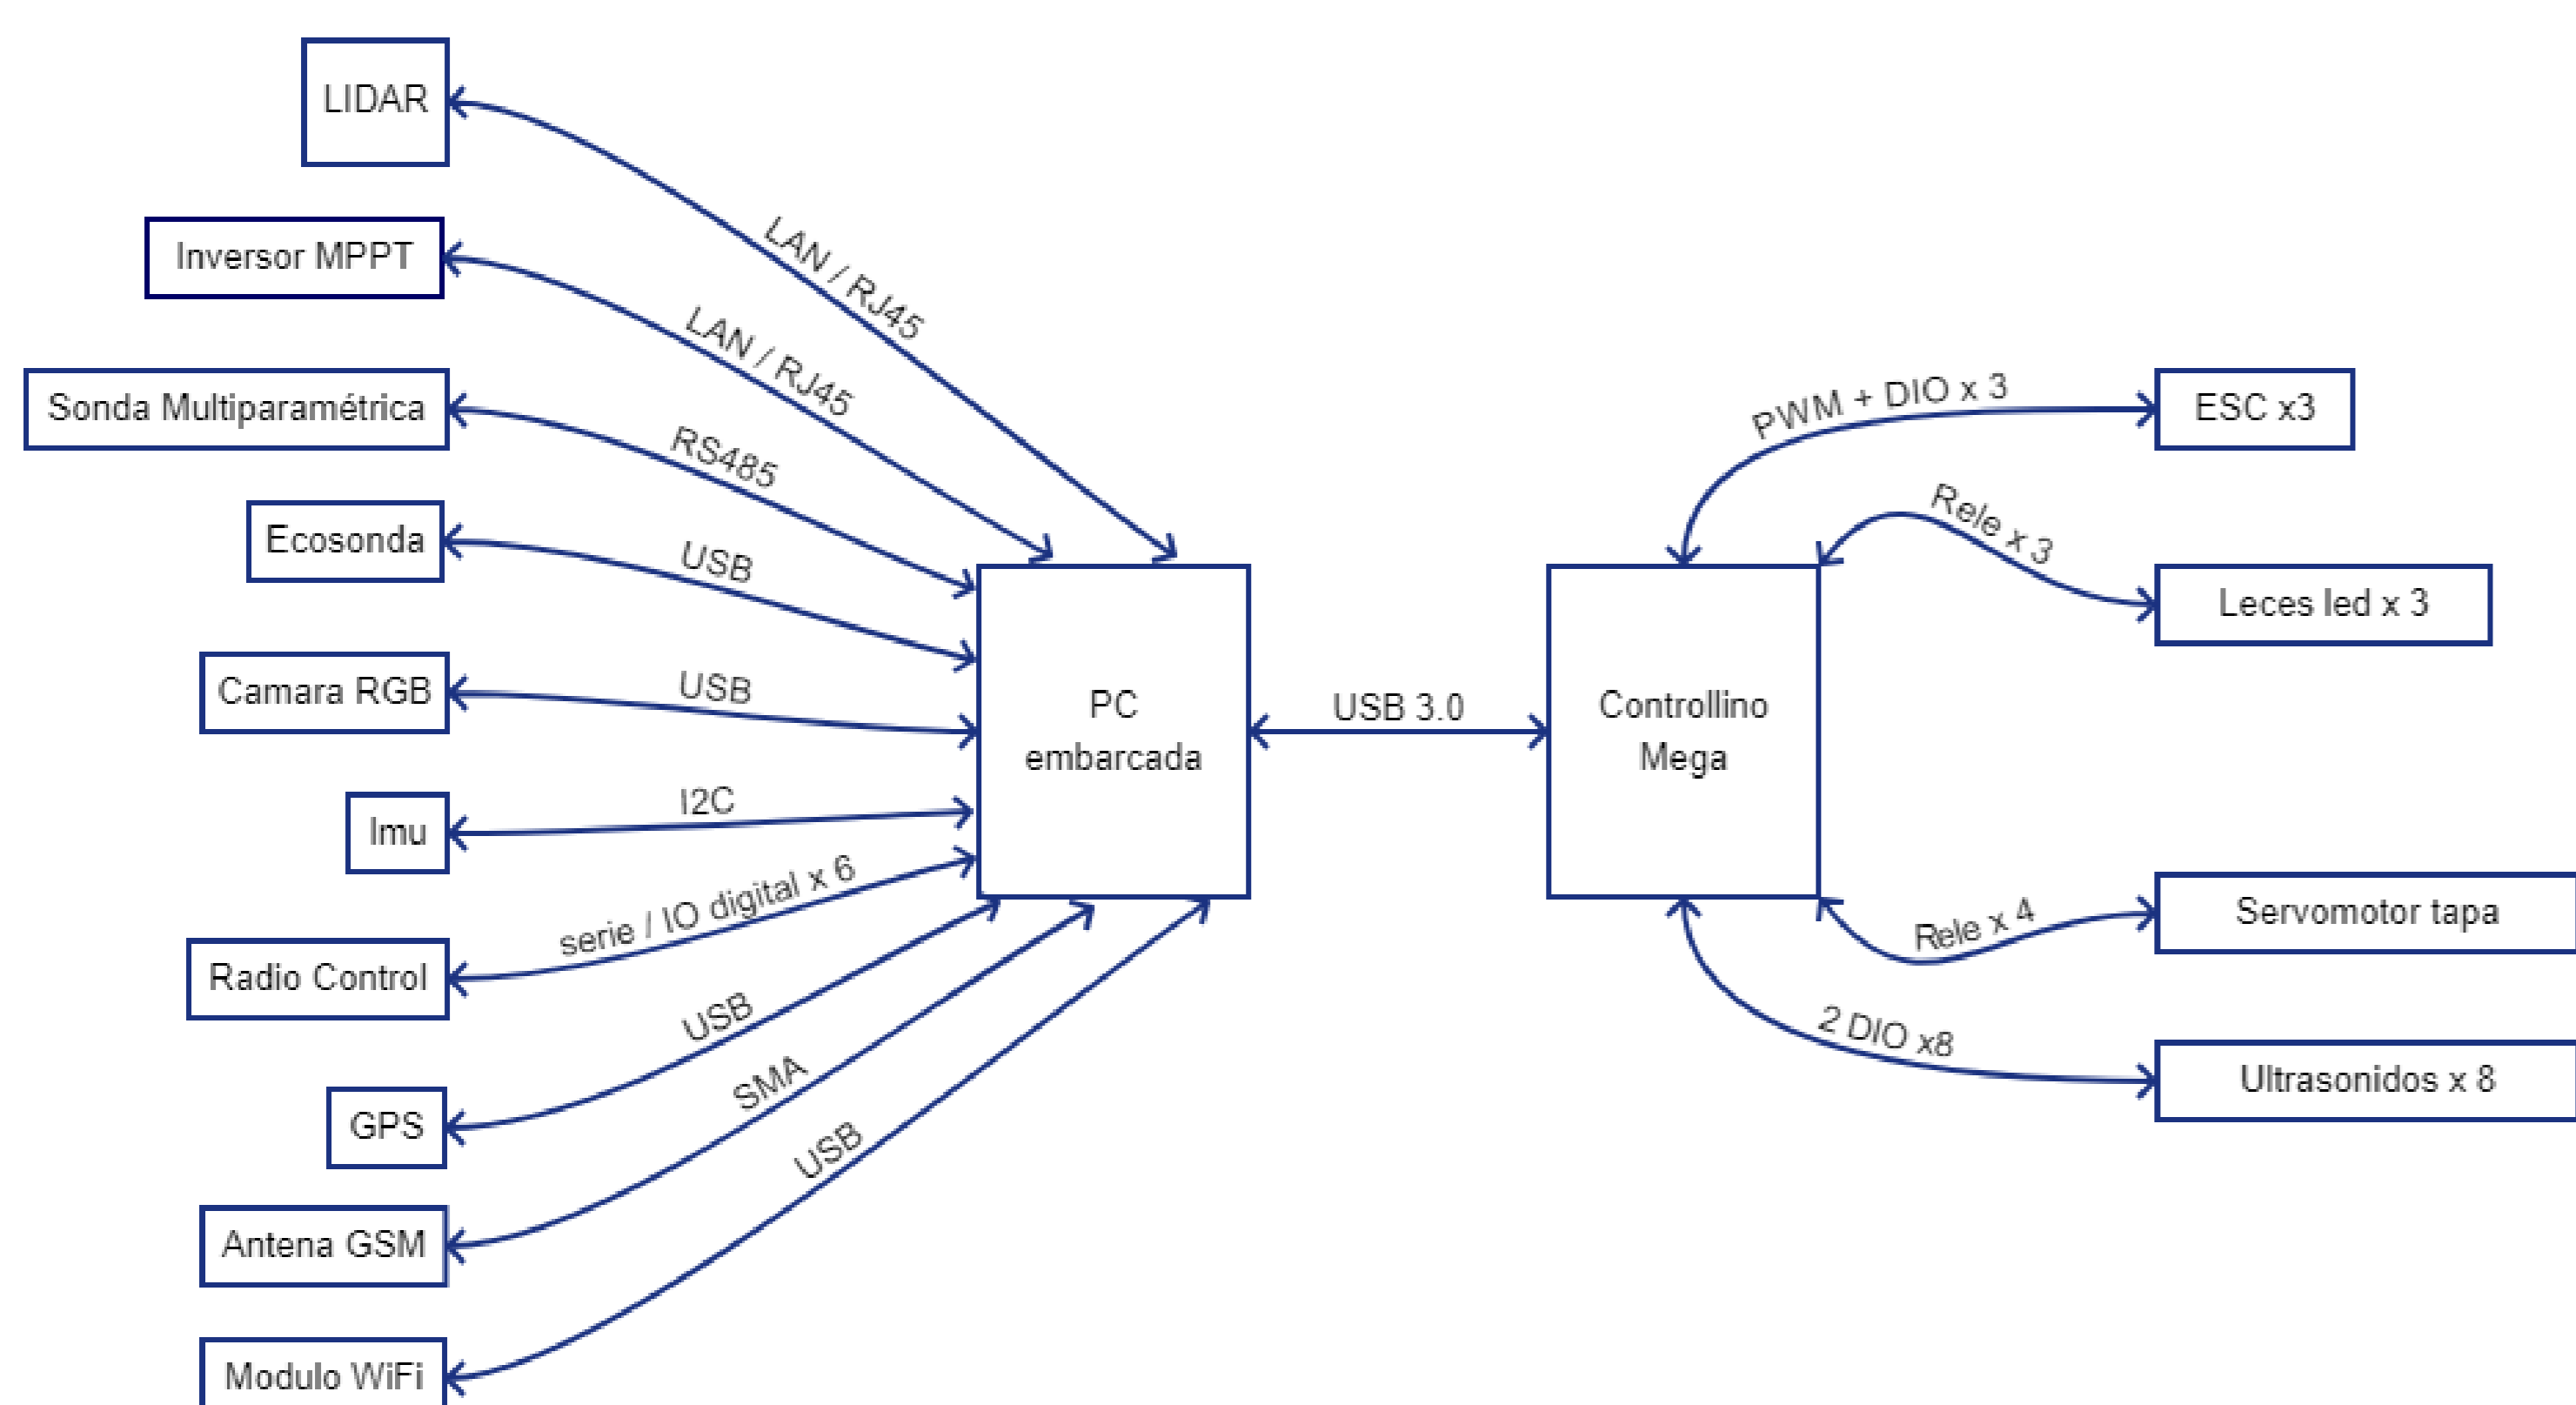 LIDAR
LAN / RJ45
Inversor MPPT
LAN / RJ45
Sonda Multiparamétrica
RS485
Ecosonda
USB
Camara RGB
USB
Imu
I2C
Radio Control
serie / IO digital x 6
GPS
USB
Antena GSM
SMA
Modulo WiFi
USB
PC
embarcada
USB 3.0
Controllino
Mega
PWM + DIO x 3
ESC x3
Rele x 3
Leces led x 3
Rele x 4
Servomotor tapa
2 DIO x8
Ultrasonidos x 8